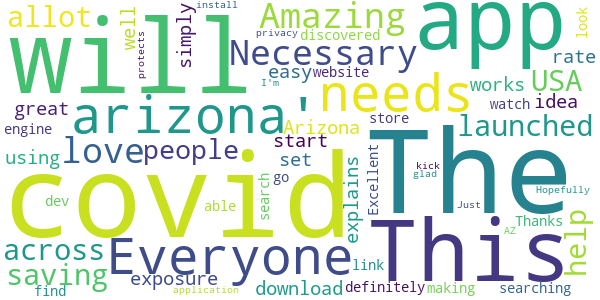 install
allot
will
app
Amazing
look
protects
simply
well
privacy
discovered
Necessary
rate
I'm
easy
website
works
USA
needs
great
arizona
'
store
watch
idea
engine
Arizona
launched
love
people
start
using
covid
The
set
kick
explains
Excellent
glad
search
go
Hopefully
dev
able
This
Just
Thanks
help
across
Everyone
AZ
saving
exposure
link
find
application
download
definitely
making
searching